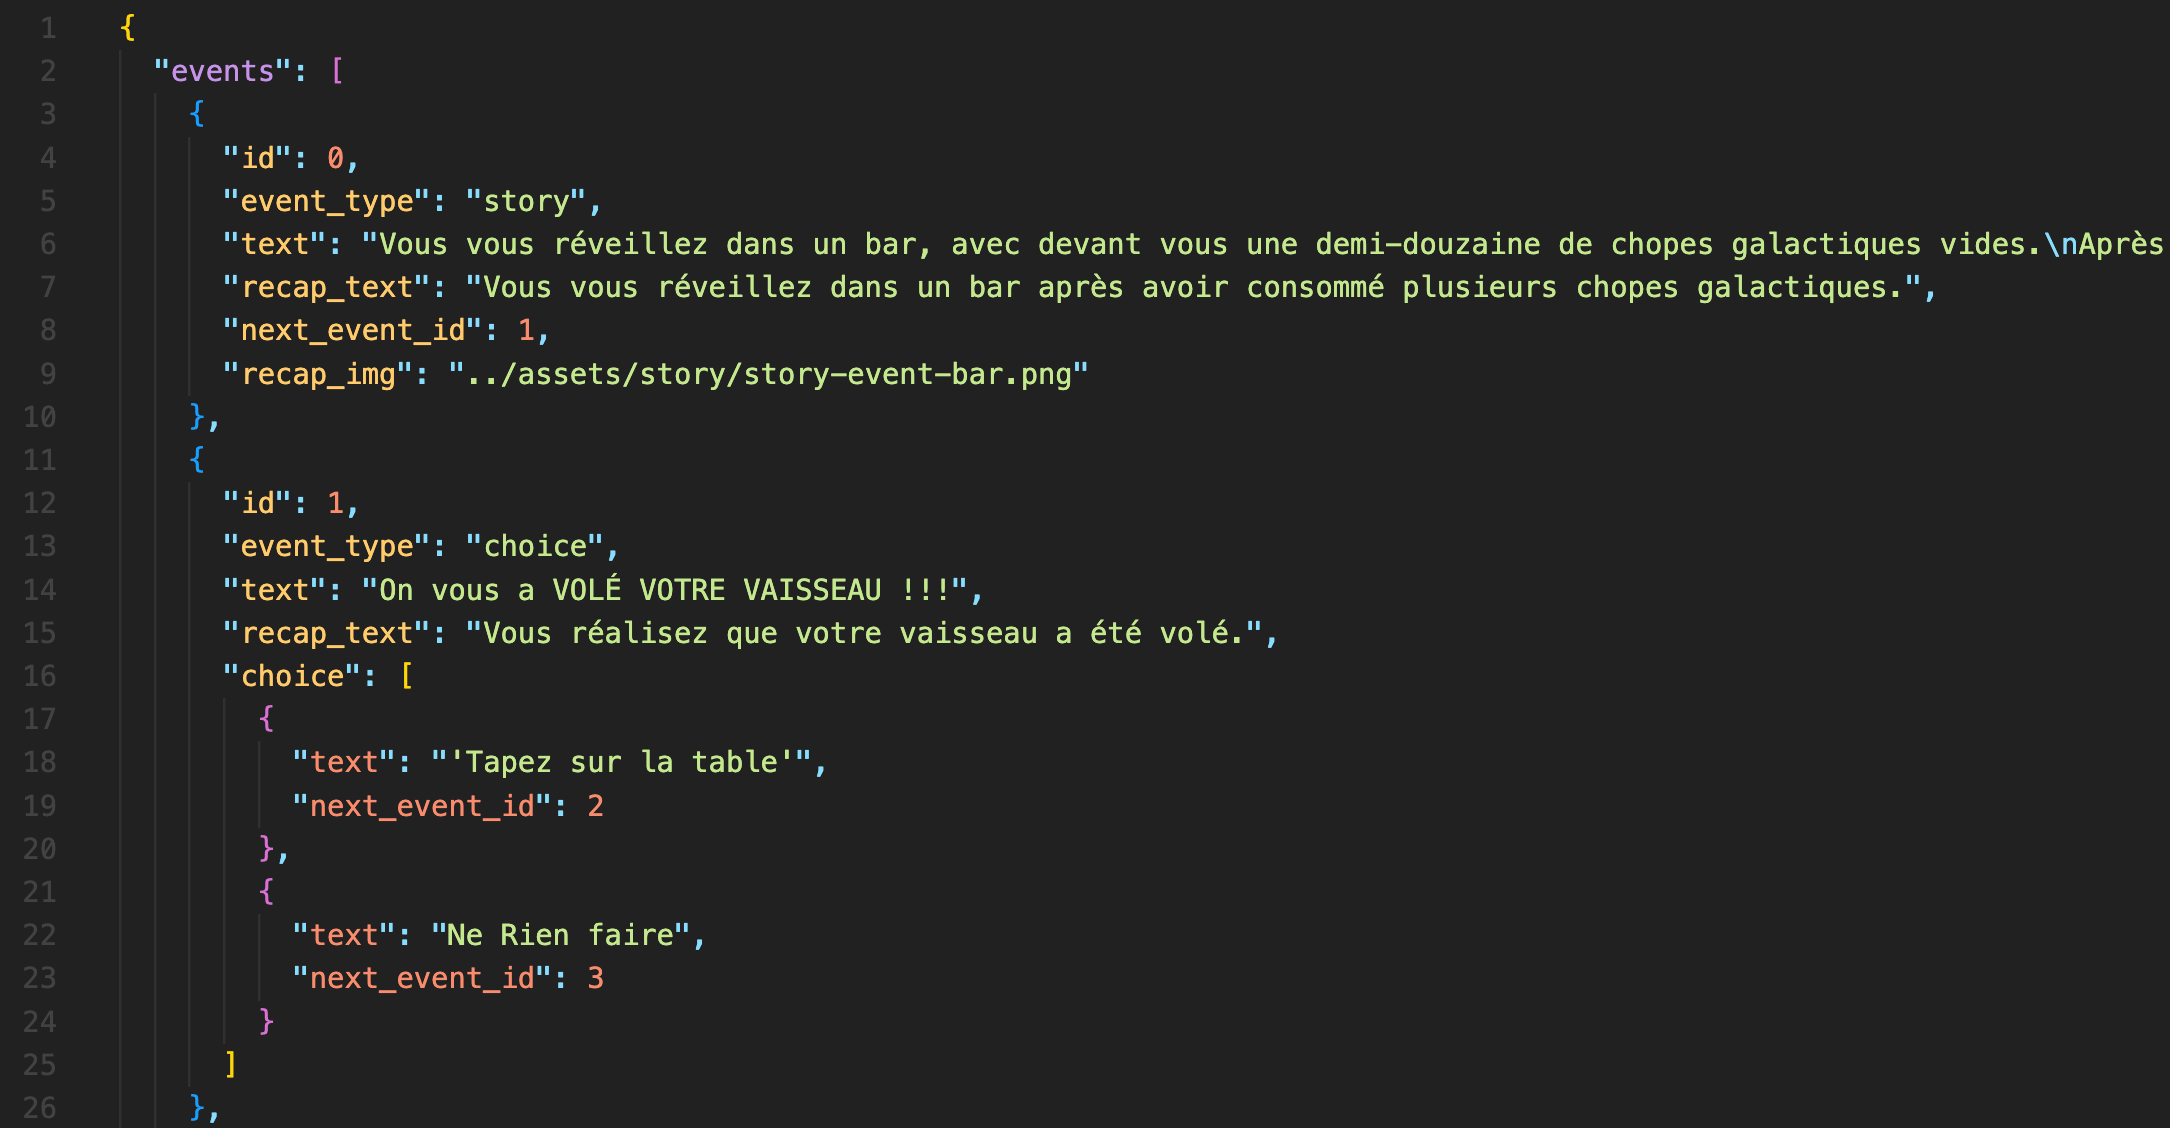 1 {
2 "events": [
3 {
4 "id": 0,
5 "event_type": "story",
6 "text": "Vous vous réveillez dans un bar, avec devant vous une demi-douzaine de chopes galactiques vides.\nAprès
7 "recap_text": "Vous vous réveillez dans un bar après avoir consommé plusieurs chopes galactiques.",
8 "next_event_id": 1,
9 "recap_img": "../assets/story/story-event-bar.png"
10 },
11 {
12 "id": 1,
13 "event_type": "choice",
14 "text": "On vous a VOLÉ VOTRE VAISSEAU !!!",
15 "recap_text": "Vous réalisez que votre vaisseau a été volé.",
16 "choice": [
17 {
18 "text": "'Tapez sur la table'",
19 "next_event_id": 2
20 },
21 {
22 "text": "Ne Rien faire",
23 "next_event_id": 3
24 }
25 ]
26 },